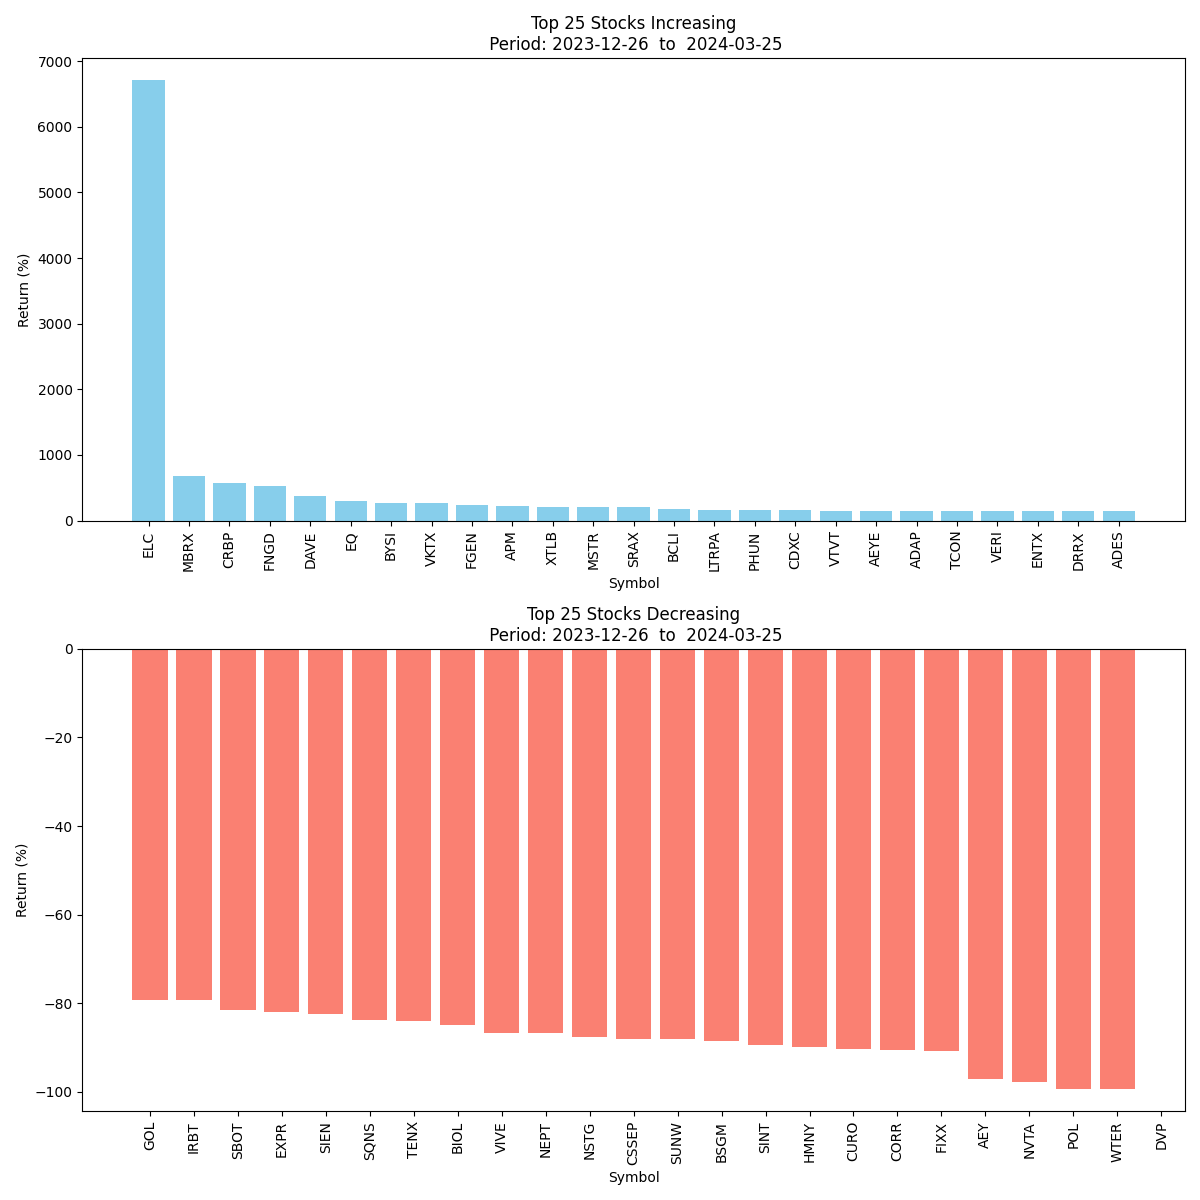 Top 25 Stocks Increasing
Period: 2023-12-26 to 2024-03-25
7000
6000
5000
4000
3000
2000
1000
0
Return (%)
ELC MBRX CRBP FNGD DAVE EQ BYSI VKTX FGEN APM XTLB MSTR SRAX BCLI LTRPA PHUN CDXC VTVT AEYE ADAP TCON VERI ENTX DRRX ADES
Symbol
Top 25 Stocks Decreasing
Period: 2023-12-26 to 2024-03-25
0
−20
−40
−60
−80
−100
Return (%)
GOL IRBT SBOT EXPR SIEN SQNS TENX BIOL VIVE NEPT NSTG CSSEP SUNW BSGM SINT HMNY CURO CORR FIXX AEY NVTA POL WTER DVP
Symbol